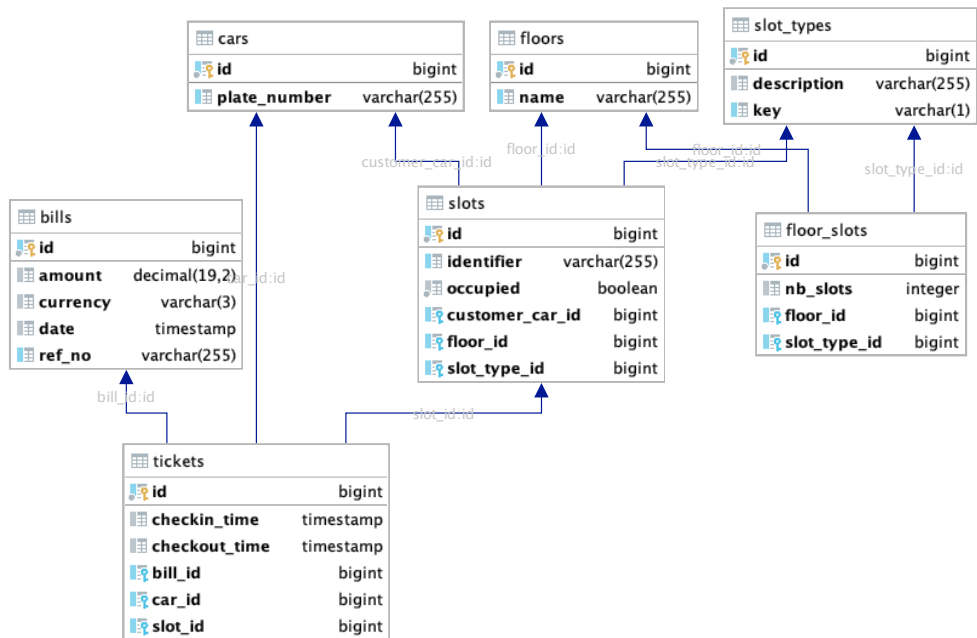 cars
id bigint
plate_number varchar(255)
floors
id bigint
name varchar(255)
slot_types
id bigint
description varchar(255)
key varchar(1)
customer_car_id:id
floor_id:id
slot_type_id:id
floor_id:id
slot_type_id:id
bills
id bigint
amount decimal(19,2)
currency varchar(3)
date timestamp
ref_no varchar(255)
car_id:id
slots
id bigint
identifier varchar(255)
occupied boolean
customer_car_id bigint
floor_id bigint
slot_type_id bigint
floor_slots
id bigint
nb_slots integer
floor_id bigint
slot_type_id bigint
bill_id:id
slot_id:id
tickets
id bigint
checkin_time timestamp
checkout_time timestamp
bill_id bigint
car_id bigint
slot_id bigint